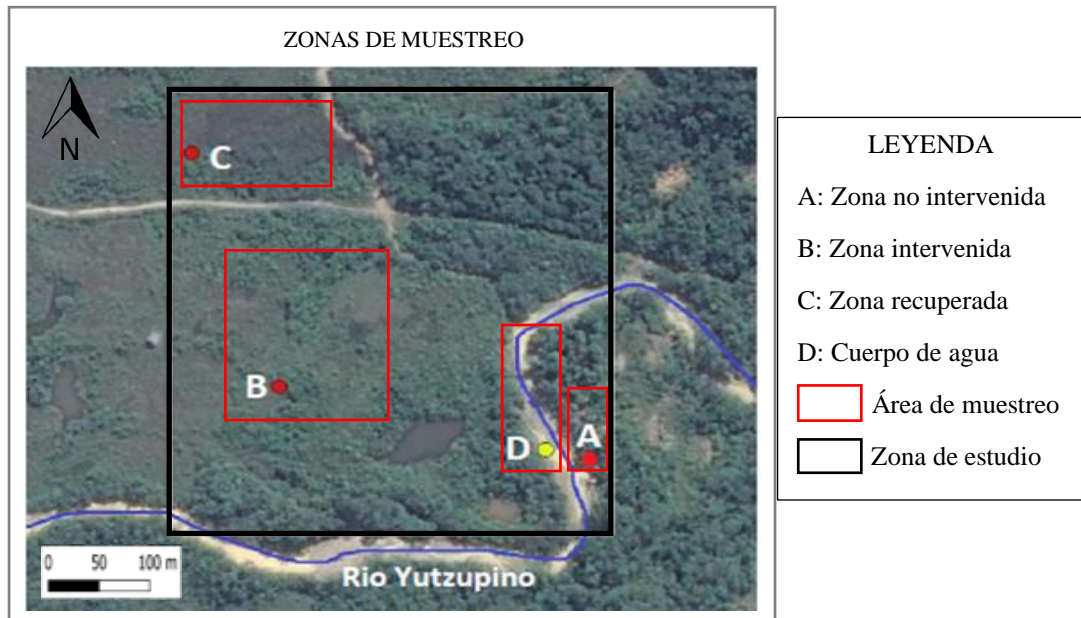 ZONAS DE MUESTREO
N
C
B
D
A
0 50 100 m
Rio Yutzupino
LEYENDA
A: Zona no intervenida
B: Zona intervenida
C: Zona recuperada
D: Cuerpo de agua
Área de muestreo
Zona de estudio